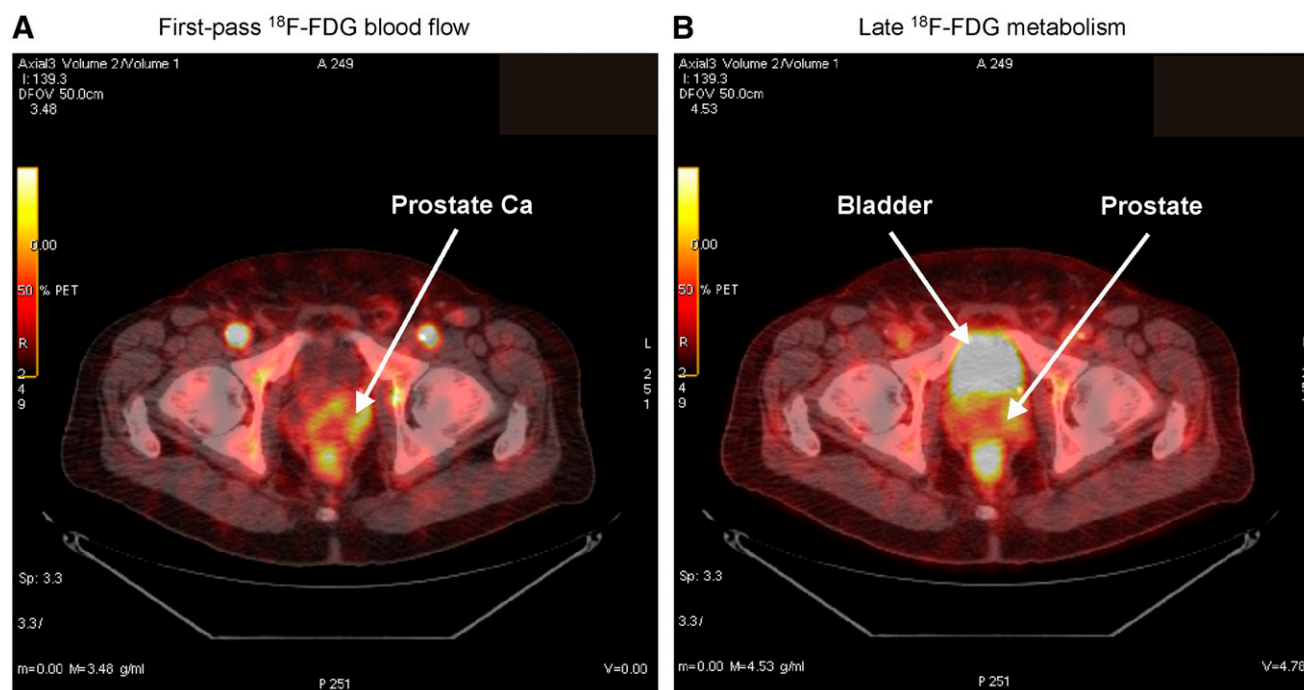 A First-pass ¹⁸F-FDG blood flow
Axial3 Volume 2/Volume 1
I: 139.3
DFOV 50.0cm
3.48
A 249
0.00
50 % PET
R
2
4
9
L
2
5
1
Prostate Ca
Sp: 3.3
3.3/
m=0.00 M=3.48 g/ml
P 251
V=0.00
B Late ¹⁸F-FDG metabolism
Axial3 Volume 2/Volume 1
I: 139.3
DFOV 50.0cm
4.53
A 249
0.00
50 % PET
R
2
4
9
Bladder
Prostate
L
2
5
1
Sp: 3.3
3.3/
m=0.00 M=4.53 g/ml
P 251
V=4.78